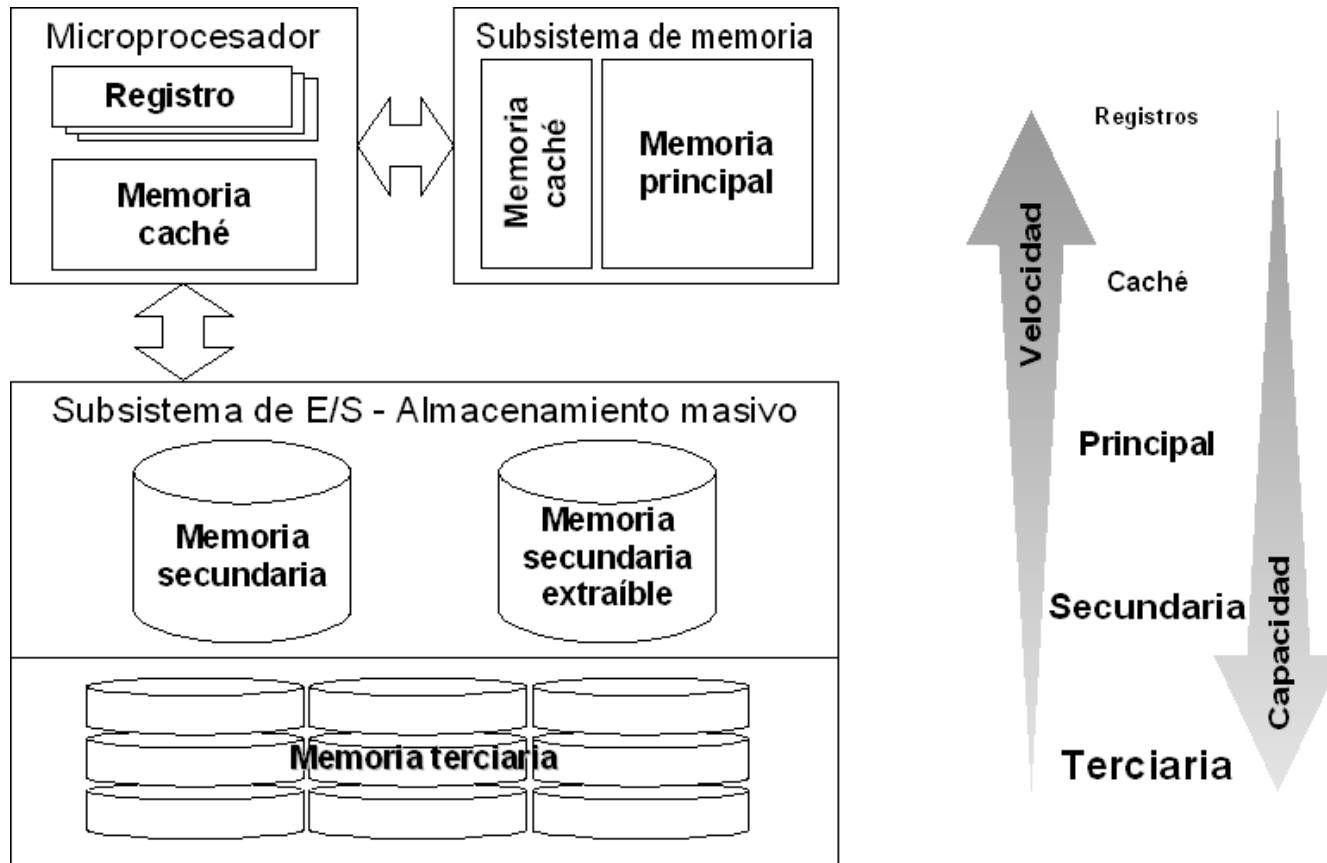 Microprocesador
Registro
Memoria
caché
Subsistema de memoria
Memoria
caché
Memoria
principal
Subsistema de E/S - Almacenamiento masivo
Memoria
secundaria
Memoria
secundaria
extraíble
Memoria terciaria
Velocidad
Registros
Caché
Principal
Secundaria
Terciaria
Capacidad